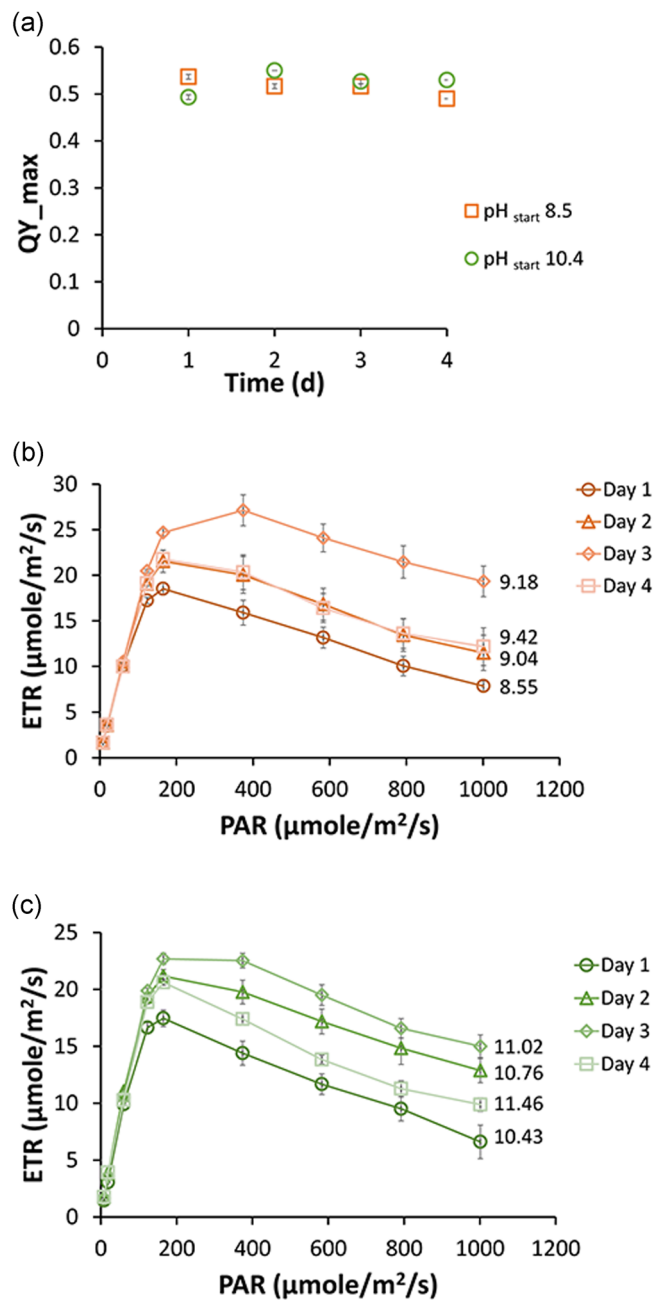 (a)
0.6
0.5
0.4
0.3
0.2
0.1
0
QY_max
0 1 2 3 4
Time (d)
pH start 8.5
pH start 10.4
(b)
30
25
20
15
10
5
0
ETR (µmole/m²/s)
0 200 400 600 800 1000 1200
PAR (µmole/m²/s)
9.18
9.42
9.04
8.55
Day 1
Day 2
Day 3
Day 4
(c)
25
20
15
10
5
0
ETR (µmole/m²/s)
0 200 400 600 800 1000 1200
PAR (µmole/m²/s)
11.02
10.76
11.46
10.43
Day 1
Day 2
Day 3
Day 4